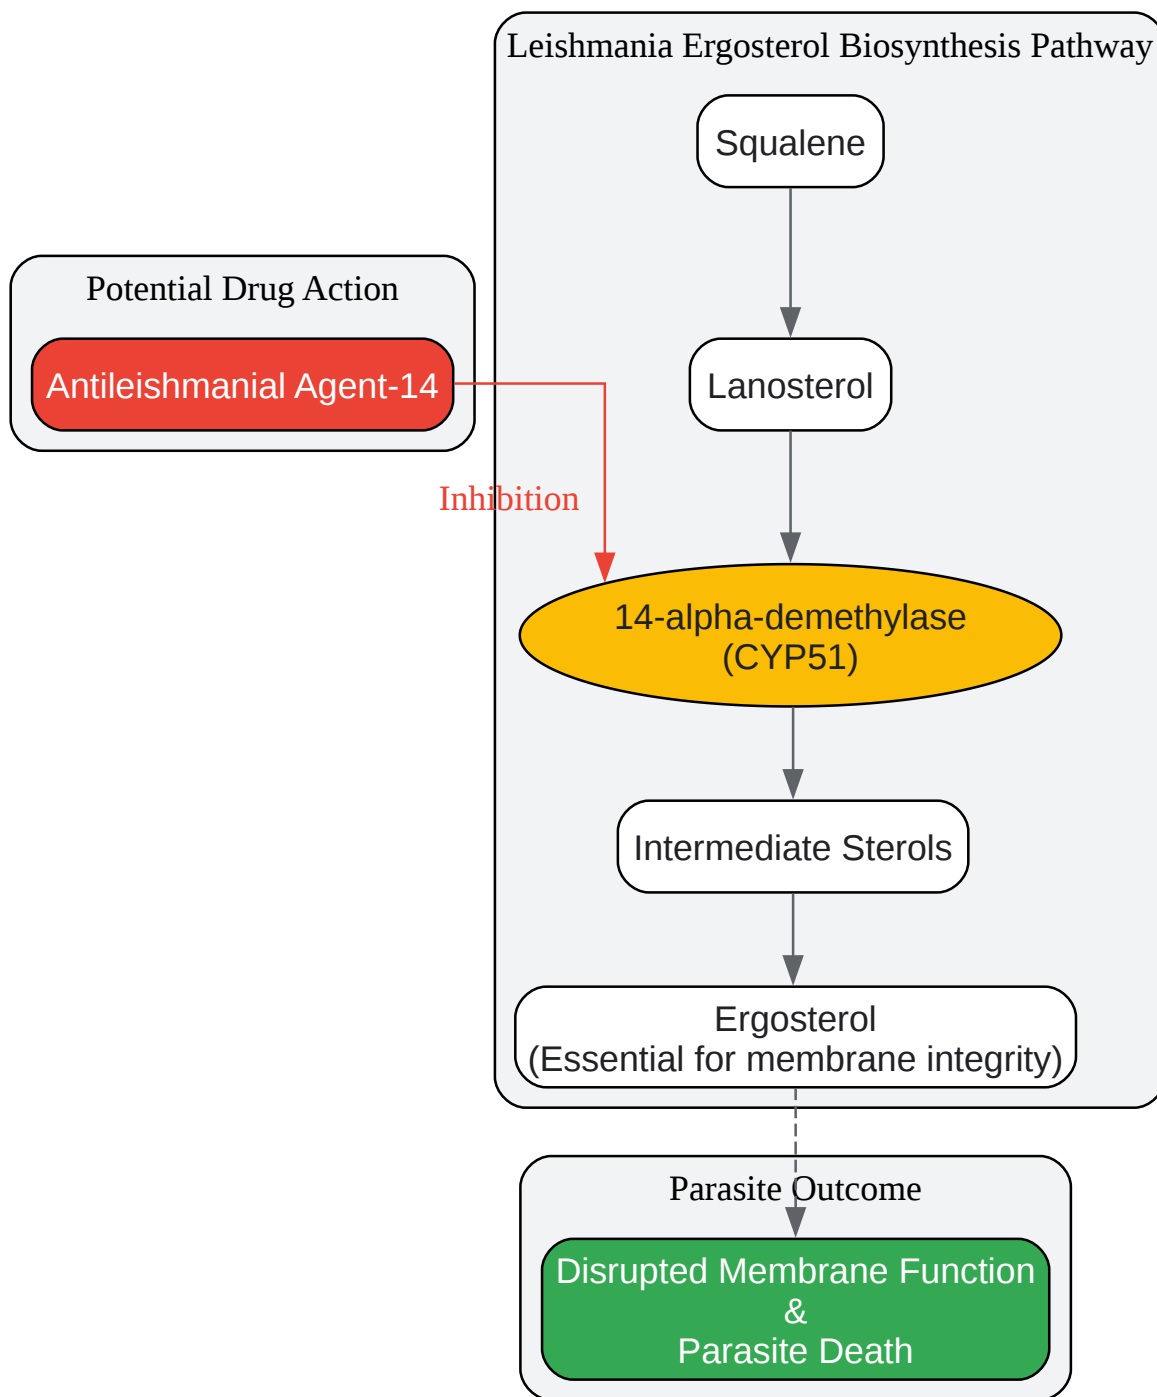 Leishmania Ergosterol Biosynthesis Pathway
Squalene
Potential Drug Action
Antileishmanial Agent-14
Lanosterol
Inhibition
14-alpha-demethylase
(CYP51)
Intermediate Sterols
Ergosterol
(Essential for membrane integrity)
Parasite Outcome
Disrupted Membrane Function
&
Parasite Death